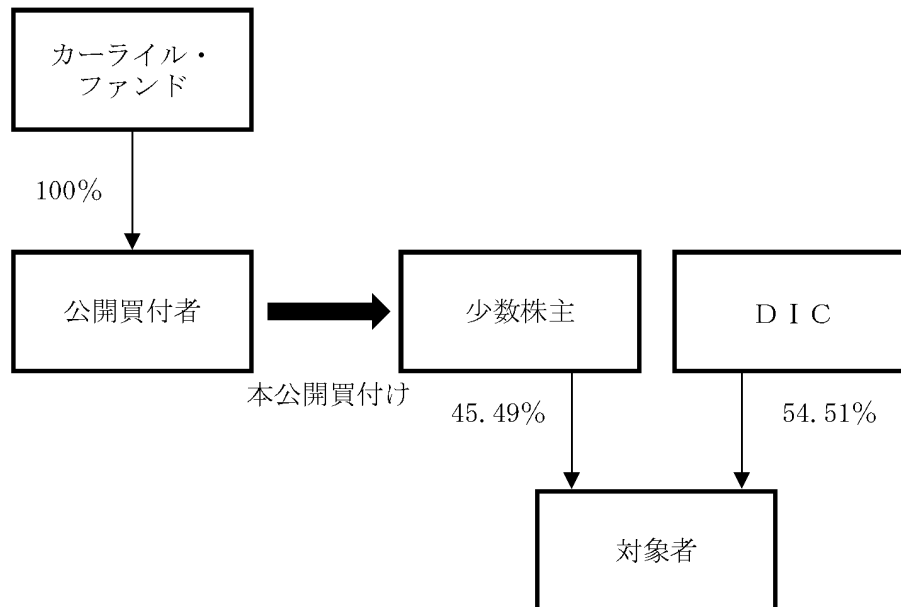 カーライル・
ファンド
100%
公開買付者
少数株主
ＤＩＣ
本公開買付け
45.49%
54.51%
対象者